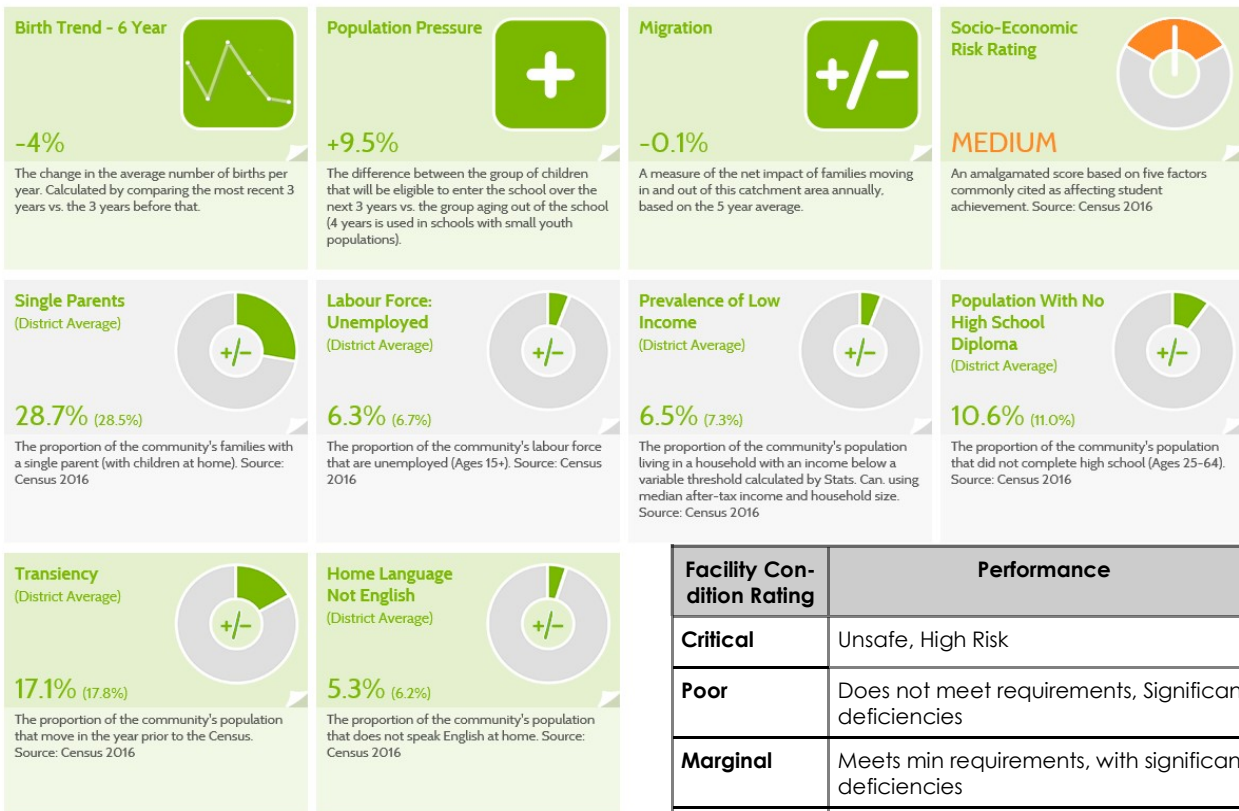 Birth Trend - 6 Year
-4%
The change in the average number of births per
year. Calculated by comparing the most recent 3
years vs. the 3 years before that.
Population Pressure
+
+9.5%
The difference between the group of children
that will be eligible to enter the school over the
next 3 years vs. the group aging out of the school
(4 years is used in schools with small youth
populations).
Migration
+/-
-0.1%
A measure of the net impact of families moving
in and out of this catchment area annually,
based on the 5 year average.
Socio-Economic
Risk Rating
MEDIUM
An amalgamated score based on five factors
commonly cited as affecting student
achievement. Source: Census 2016
Single Parents
(District Average)
+/-
28.7% (28.5%)
The proportion of the community's families with
a single parent (with children at home). Source:
Census 2016
Labour Force:
Unemployed
(District Average)
+/-
6.3% (6.7%)
The proportion of the community's labour force
that are unemployed (Ages 15+). Source: Census
2016
Prevalence of Low
Income
(District Average)
+/-
6.5% (7.3%)
The proportion of the community's population
living in a household with an income below a
variable threshold calculated by Stats. Can. using
median after-tax income and household size.
Source: Census 2016
Population With No
High School
Diploma
(District Average)
+/-
10.6% (11.0%)
The proportion of the community's population
that did not complete high school (Ages 25-64).
Source: Census 2016
Transiency
(District Average)
+/-
17.1% (17.8%)
The proportion of the community's population
that move in the year prior to the Census.
Source: Census 2016
Home Language
Not English
(District Average)
+/-
5.3% (6.2%)
The proportion of the community's population
that does not speak English at home. Source:
Census 2016
Facility Con-
dition Rating
Performance
Critical
Unsafe, High Risk
Poor
Does not meet requirements, Significan
deficiencies
Marginal
Meets min requirements, with significan
deficiencies